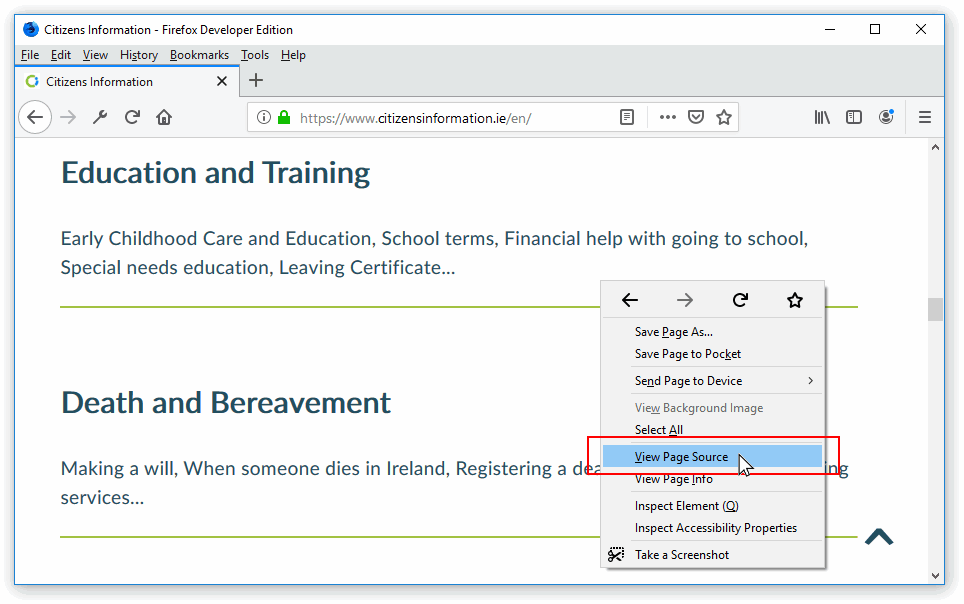 Citizens Information - Firefox Developer Edition
File Edit View History Bookmarks Tools Help
Citizens Information
https://www.citizensinformation.ie/en/
Education and Training
Early Childhood Care and Education, School terms, Financial help with going to school,
Special needs education, Leaving Certificate...
Death and Bereavement
Making a will, When someone dies in Ireland, Registering a
services...
Save Page As...
Save Page to Pocket
Send Page to Device
View Background Image
Select All
View Page Source
View Page Info
Inspect Element (Q)
Inspect Accessibility Properties
Take a Screenshot